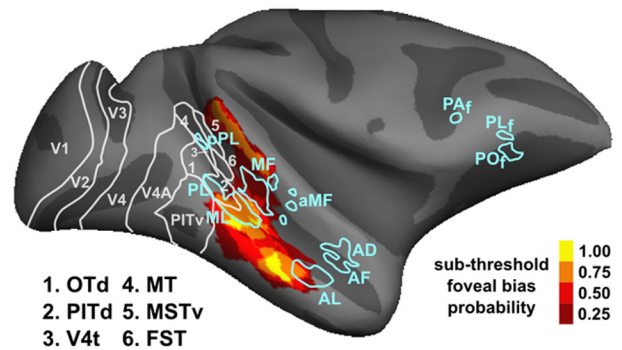 V1
V2
V3
V4
V4A
PITv
4
5
pPL
3
6
1
2
PL
ML
MF
aMF
AD
AF
AL
PAf
PLf
POf
1. OTd 4. MT
2. PITd 5. MSTv
3. V4t 6. FST
sub-threshold
foveal bias
probability
1.00
0.75
0.50
0.25